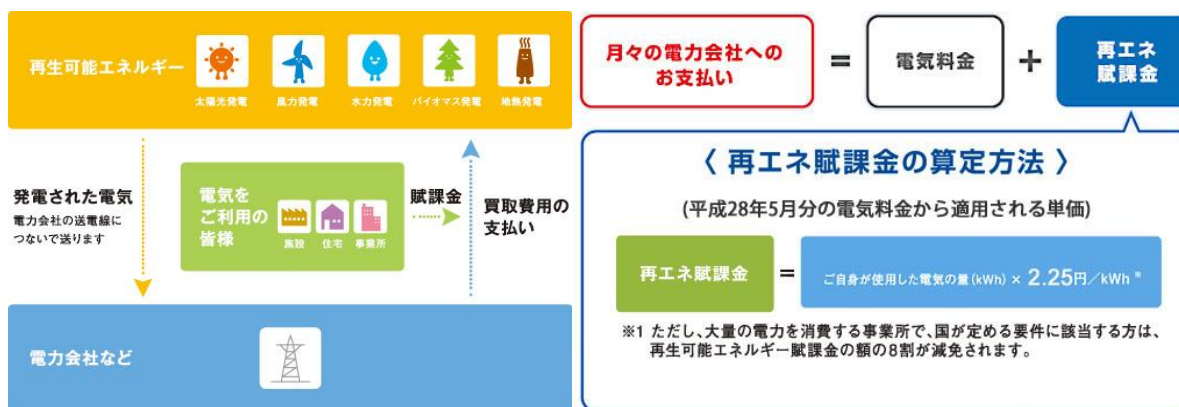 再生可能エネルギー
太陽光発電
風力発電
水力発電
バイオマス発電
地熱発電
発電された電気
電力会社の送電線に
つないで送ります
電気を
ご利用の
皆様
施設
住宅
事業所
賦課金
買取費用の
支払い
電力会社など
月々の電力会社への
お支払い
=
電気料金
+
再エネ
賦課金
〈 再エネ賦課金の算定方法 〉
(平成28年5月分の電気料金から適用される単価)
再エネ賦課金
=
ご自身が使用した電気の量(kWh) × 2.25円/kWh ※
※1 ただし、大量の電力を消費する事業所で、国が定める要件に該当する方は、
再生可能エネルギー賦課金の額の8割が減免されます。